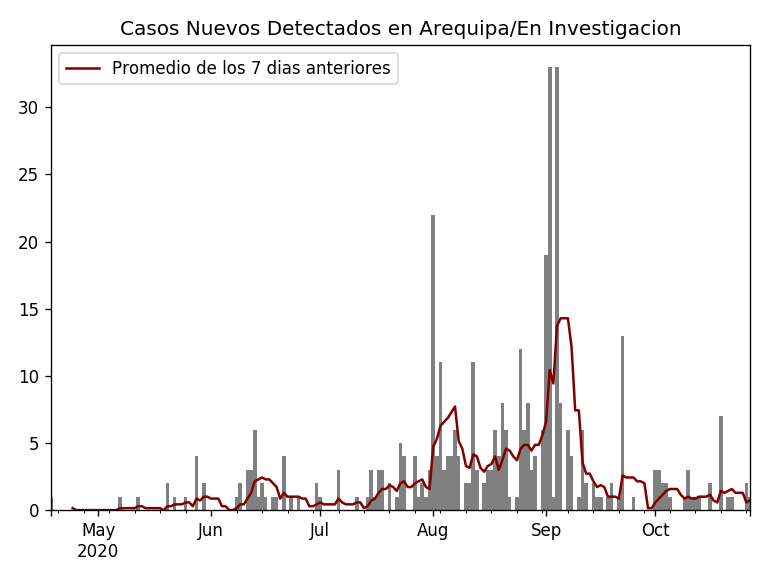 Casos Nuevos Detectados en Arequipa/En Investigacion
Promedio de los 7 dias anteriores
30
25
20
15
10
5
0
May Jun Jul Aug Sep Oct
2020